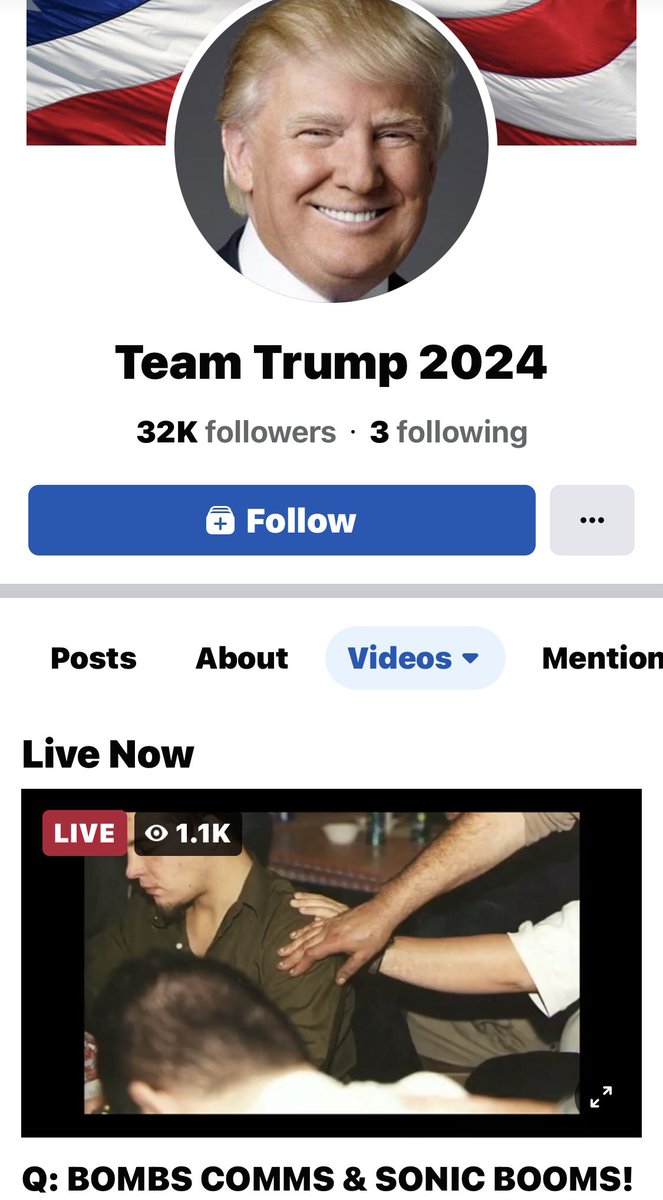 Team Trump 2024
32K followers · 3 following
Follow ...
Posts About Videos Mention
Live Now
LIVE 1.1K
Q: BOMBS COMMS & SONIC BOOMS!